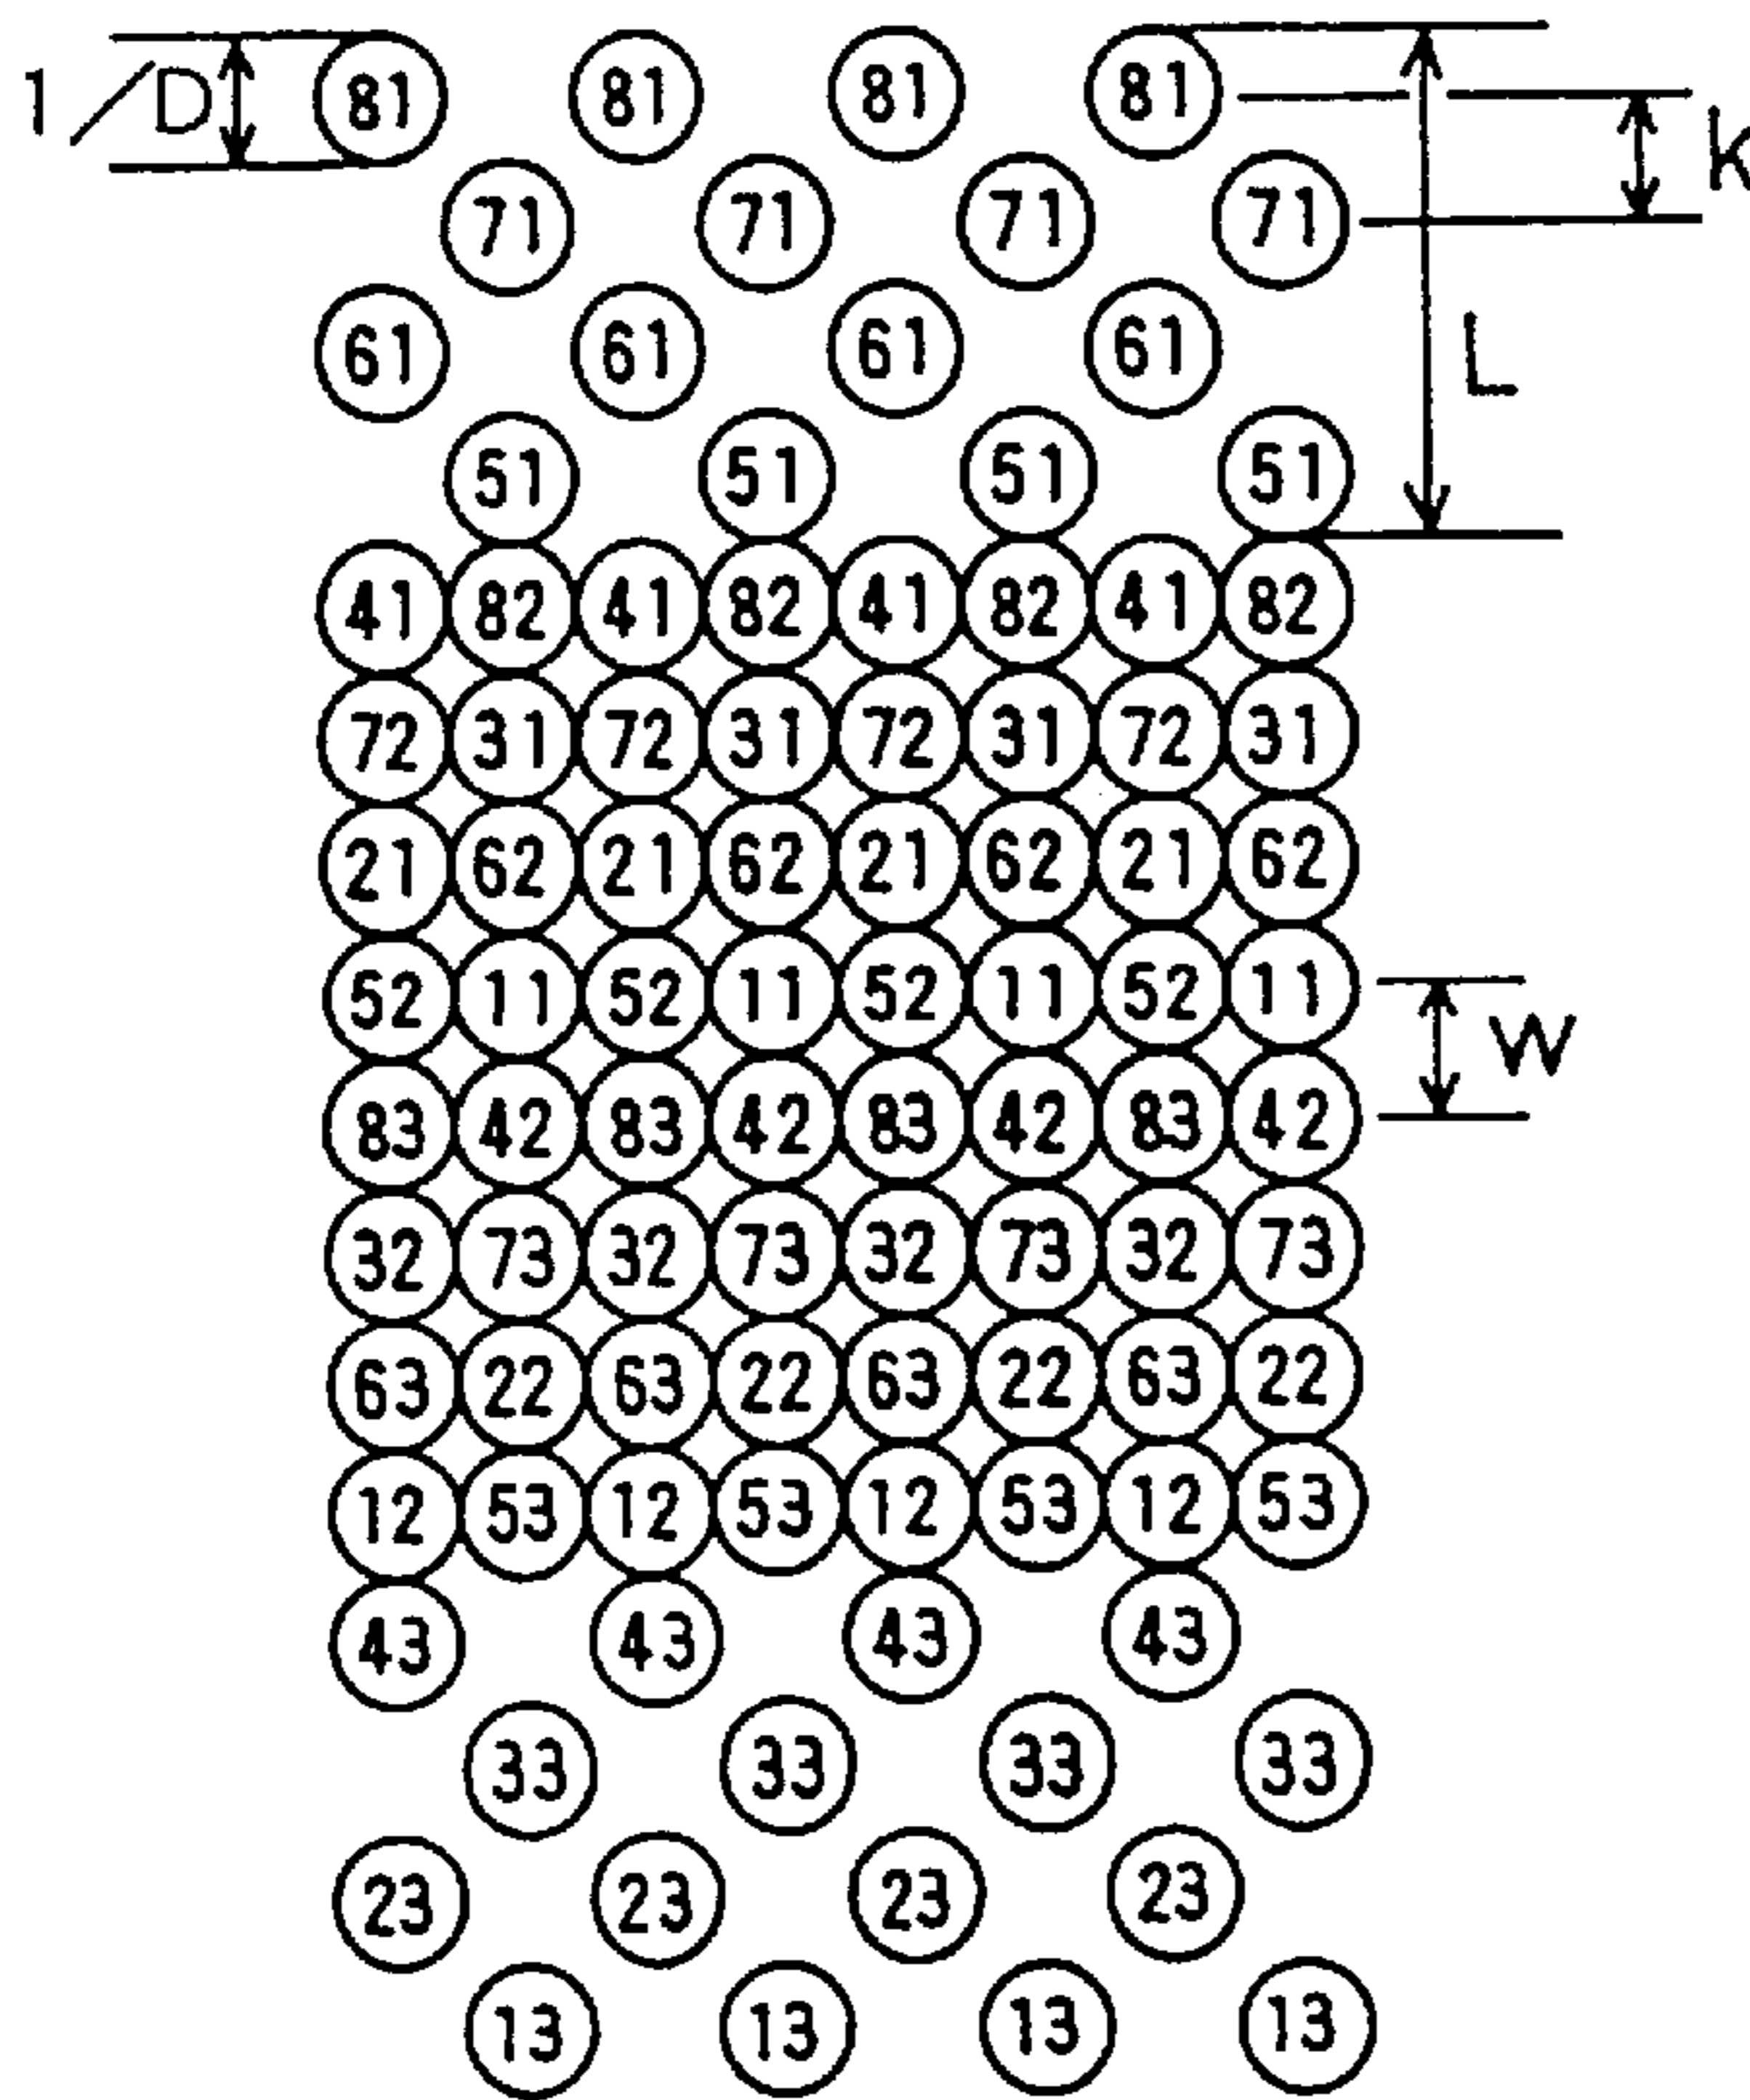 1/D 81 81 81 81
K
71 71 71 71
61 61 61 61
L
51 51 51 51
41 82 41 82 41 82 41 82
72 31 72 31 72 31 72 31
21 62 21 62 21 62 21 62
52 11 52 11 52 11 52 11
W
83 42 83 42 83 42 83 42
32 73 32 73 32 73 32 73
63 22 63 22 63 22 63 22
12 53 12 53 12 53 12 53
43 43 43 43
33 33 33 33
23 23 23 23
13 13 13 13